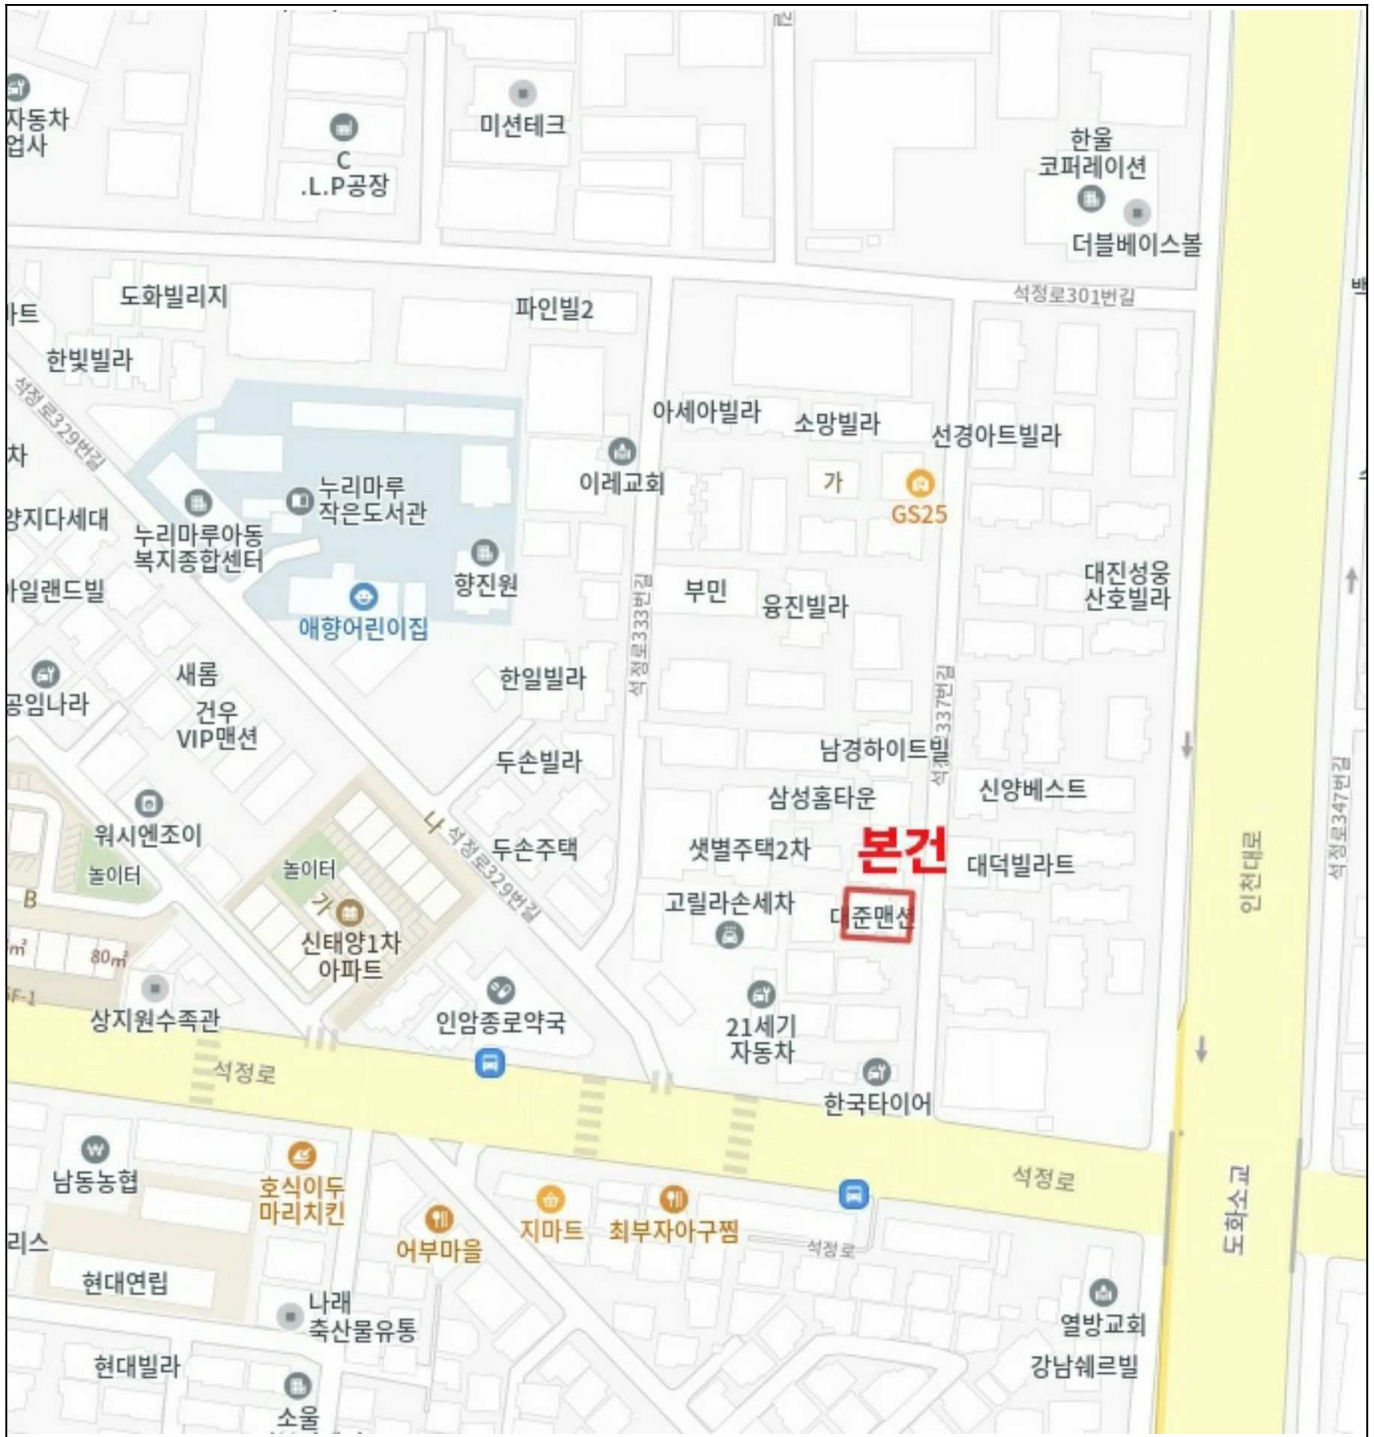 자동차
업사
미션테크
C
.L.P공장
한울
코퍼레이션
더블베이스볼
도화빌리지
파인빌2
석정로301번길
한빛빌라
석정로329번길
아세아빌라
소망빌라
선경아트빌라
이레교회
가
GS25
차
누리마루
작은도서관
양지다세대
누리마루아동
복지종합센터
향진원
대진성웅
산호빌라
아일랜드빌
애향어린이집
부민
융진빌라
석정로333번길
한일빌라
새롬
공임나라
건우
VIP맨션
석정로337번길
남경하이트빌
두손빌라
삼성홈타운
신양베스트
석정로347번길
워시엔조이
나
석정로329번길
두손주택
샛별주택2차
본건
대덕빌라트
인천대로
놀이터
놀이터
B
가
고릴라손세차
대준맨션
신태양1차
아파트
80㎡
상지원수족관
인암종로약국
21세기
자동차
석정로
한국타이어
남동농협
호식이두
마리치킨
어부마을
지마트
최부자아구찜
석정로
석정로
도화소교
리스
현대연립
나래
축산물유통
열방교회
현대빌라
강남쉐르빌
소울